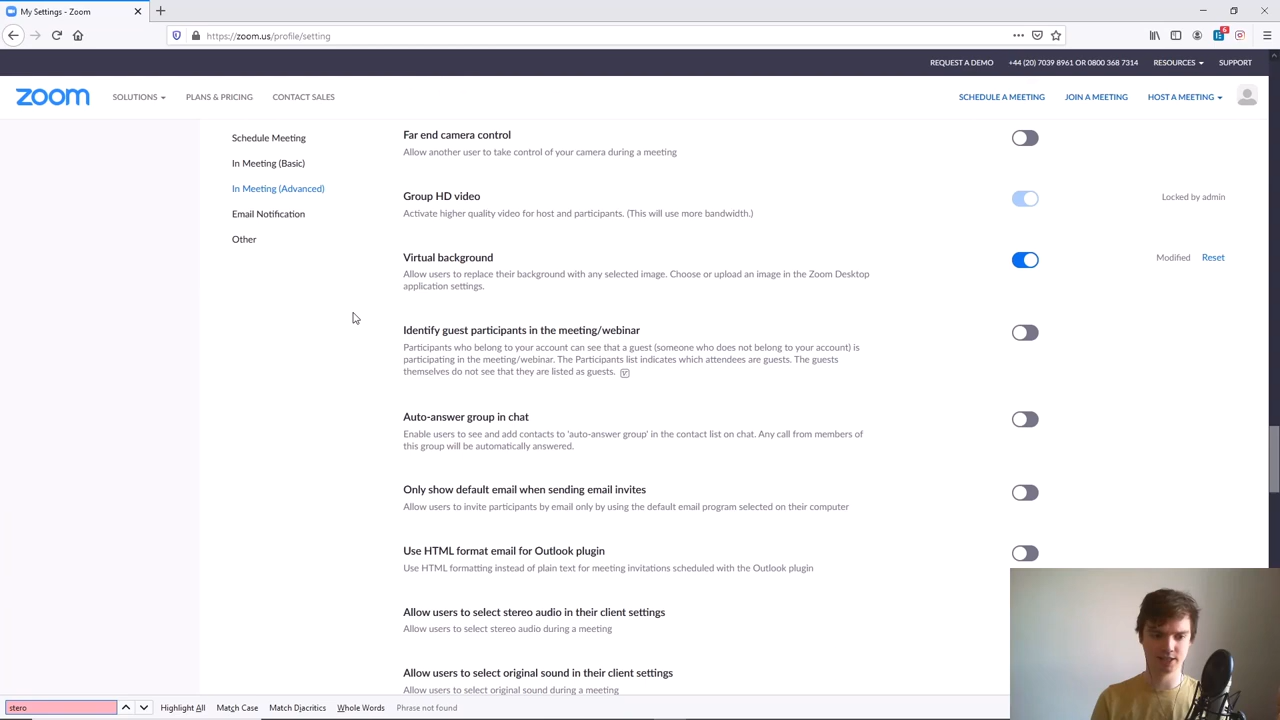 My Settings - Zoom
https://zoom.us/profile/setting
6
REQUEST A DEMO +44 (20) 7039 8961 OR 0800 368 7314 RESOURCES SUPPORT
zoom SOLUTIONS PLANS & PRICING CONTACT SALES SCHEDULE A MEETING JOIN A MEETING HOST A MEETING
Schedule Meeting
In Meeting (Basic)
In Meeting (Advanced)
Email Notification
Other
Far end camera control
Allow another user to take control of your camera during a meeting
Group HD video
Locked by admin
Activate higher quality video for host and participants. (This will use more bandwidth.)
Virtual background
Modified Reset
Allow users to replace their background with any selected image. Choose or upload an image in the Zoom Desktop
application settings.
Identify guest participants in the meeting/webinar
Participants who belong to your account can see that a guest (someone who does not belong to your account) is
participating in the meeting/webinar. The Participants list indicates which attendees are guests. The guests
themselves do not see that they are listed as guests.
Auto-answer group in chat
Enable users to see and add contacts to 'auto-answer group' in the contact list on chat. Any call from members of
this group will be automatically answered.
Only show default email when sending email invites
Allow users to invite participants by email only by using the default email program selected on their computer
Use HTML format email for Outlook plugin
Use HTML formatting instead of plain text for meeting invitations scheduled with the Outlook plugin
Allow users to select stereo audio in their client settings
Allow users to select stereo audio during a meeting
Allow users to select original sound in their client settings
Allow users to select original sound during a meeting
stero Highlight All Match Case Match Diacritics Whole Words Phrase not found